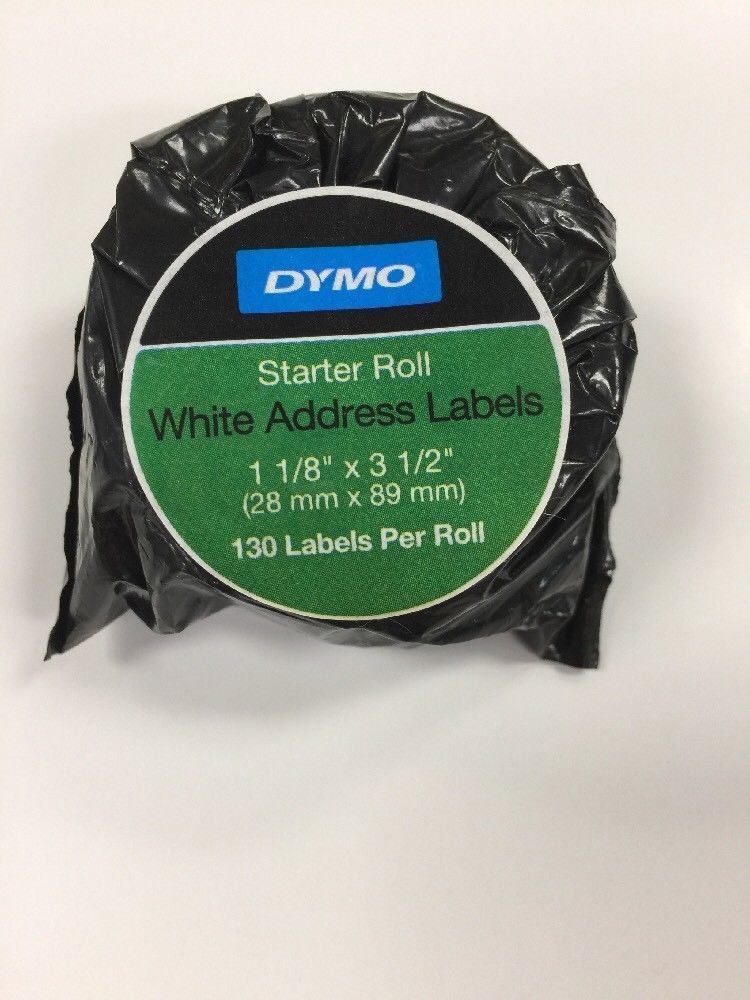 DYMO
Starter Roll
White Address Labels
1 1/8" x 3 1/2"
(28 mm x 89 mm)
130 Labels Per Roll